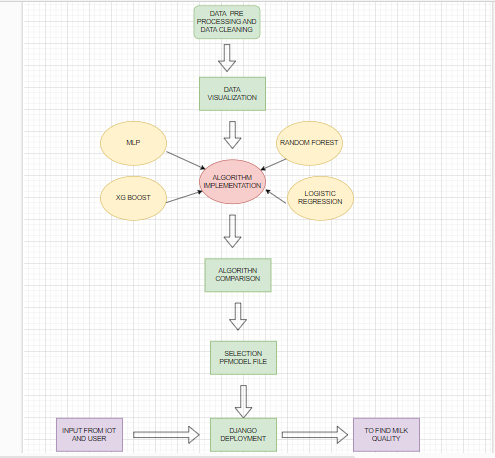 DATA PRE
PROCESSING AND
DATA CLEANING
DATA
VISUALIZATION
MLP
RANDOM FOREST
ALGORITHM
IMPLEMENTATION
XG BOOST
LOGISTIC
REGRESSION
ALGORITHN
COMPARISON
SELECTION
PFMODEL FILE
INPUT FROM IOT
AND USER
DJANGO
DEPLOYMENT
TO FIND MILK
QUALITY